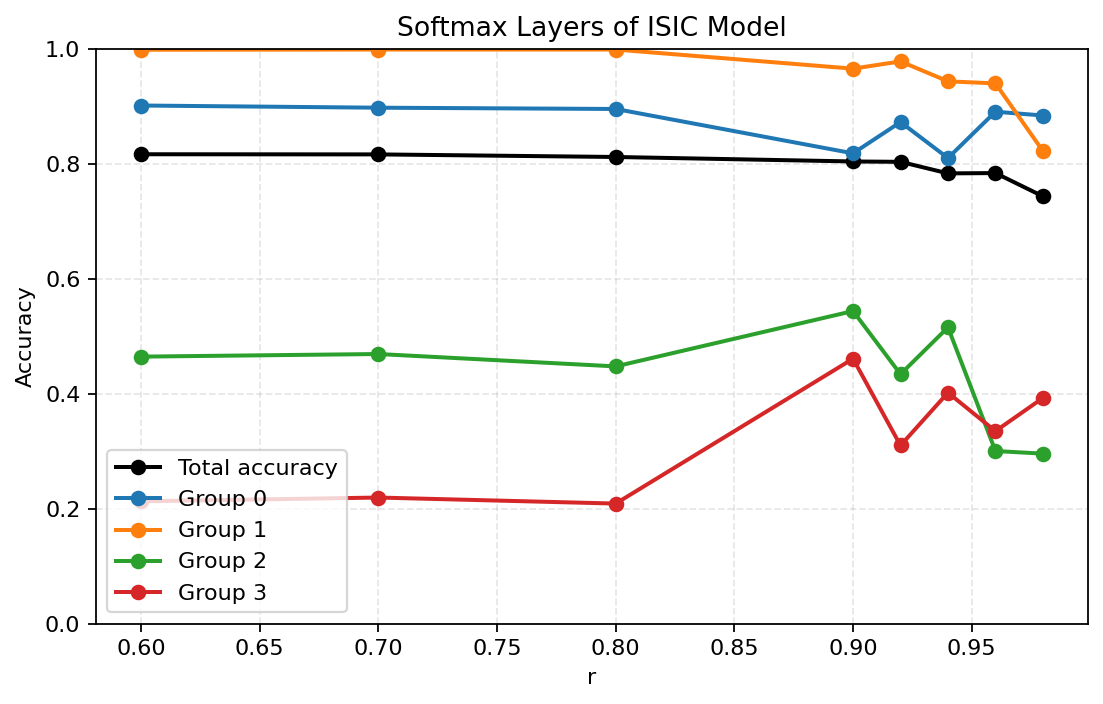 Softmax Layers of ISIC Model
1.0
0.8
0.6
0.4
0.2
0.0
Accuracy
Total accuracy
Group 0
Group 1
Group 2
Group 3
0.60 0.65 0.70 0.75 0.80 0.85 0.90 0.95
r